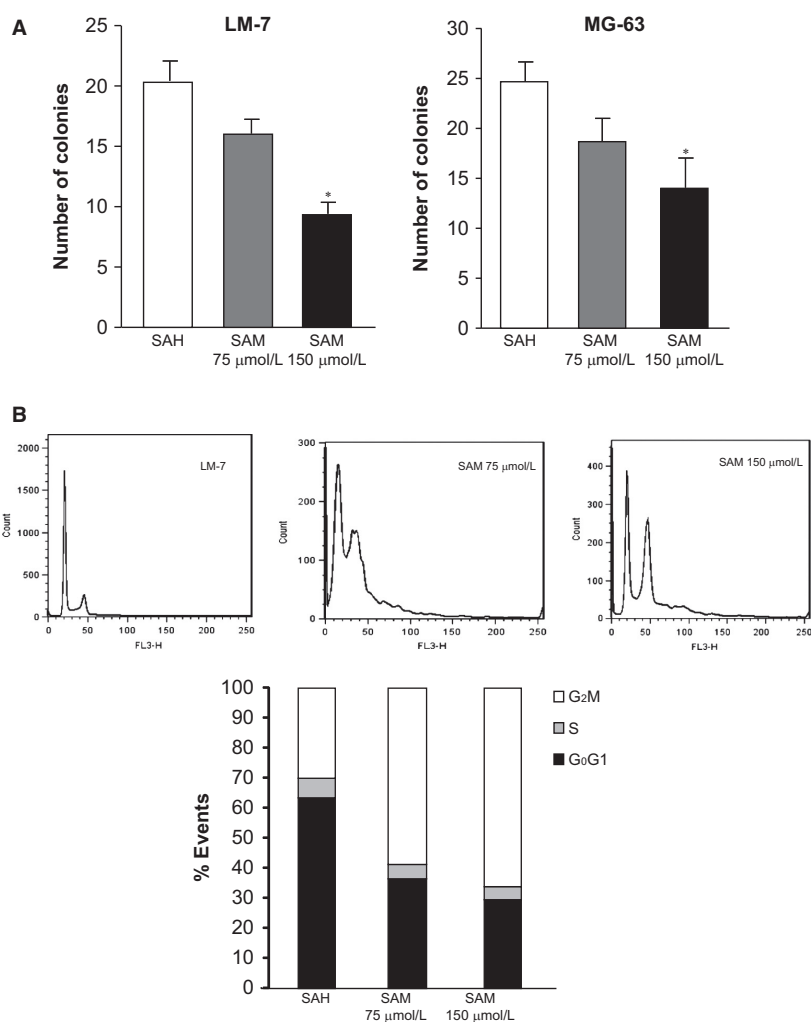 A
LM-7
Number of colonies
25
20
15
10
5
0
*
SAH
SAM
75 μmol/L
SAM
150 μmol/L
MG-63
Number of colonies
30
25
20
15
10
5
0
*
SAH
SAM
75 μmol/L
SAM
150 μmol/L
B
LM-7
Count
2000
1500
1000
500
0
0
50
100
150
200
250
FL3-H
SAM 75 μmol/L
Count
300
200
100
0
0
50
100
150
200
250
FL3-H
SAM 150 μmol/L
Count
400
300
200
100
0
0
50
100
150
200
250
FL3-H
% Events
100
90
80
70
60
50
40
30
20
10
0
SAH
SAM
75 μmol/L
SAM
150 μmol/L
G₂M
S
G₀G1